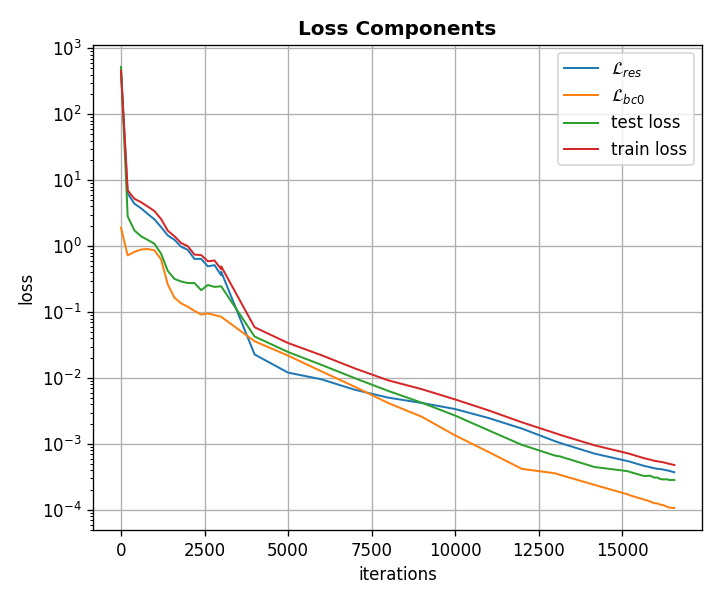 Loss Components
10^3
10^2
10^1
10^0
10^−1
10^−2
10^−3
10^−4
loss
0 2500 5000 7500 10000 12500 15000
iterations
ℒ_res
ℒ_bc0
test loss
train loss